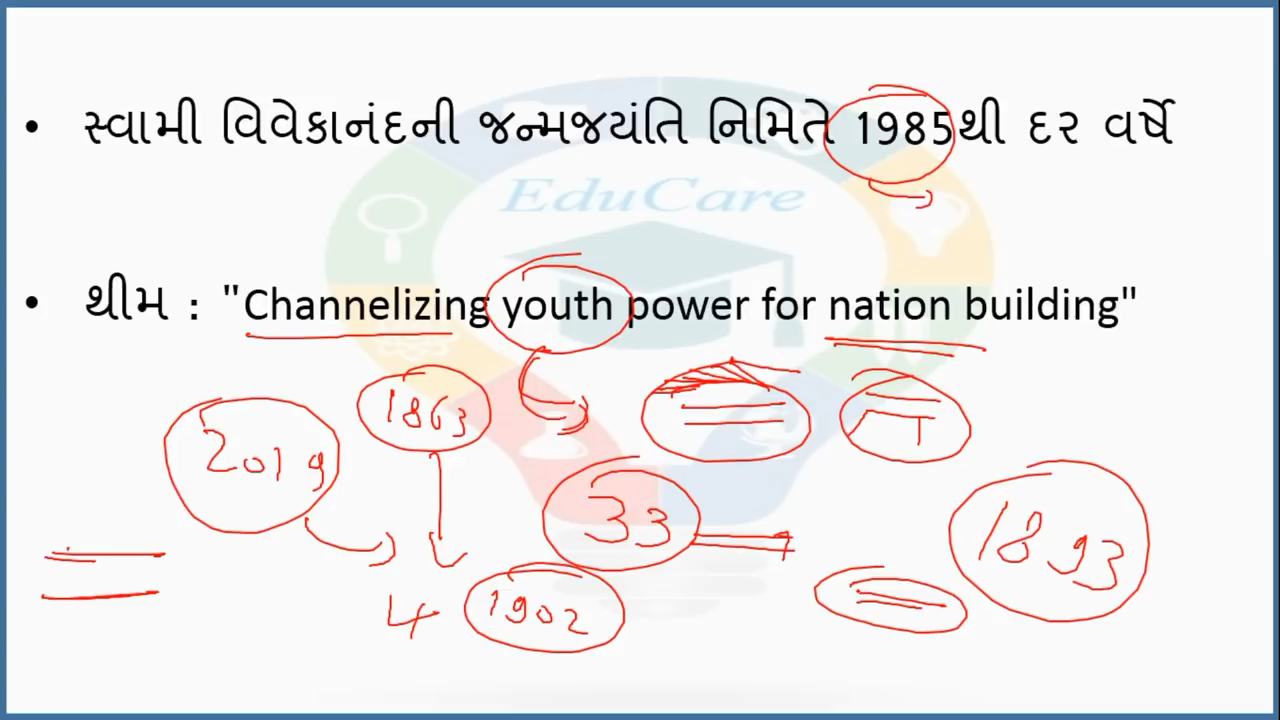 • સ્વામી વિવેકાનંદની જન્મજયંતિ નિમિતે 1985થી દર વર્ષે
EduCare
• થીમ : "Channelizing youth power for nation building"
1863
2019
33
1893
4 1902